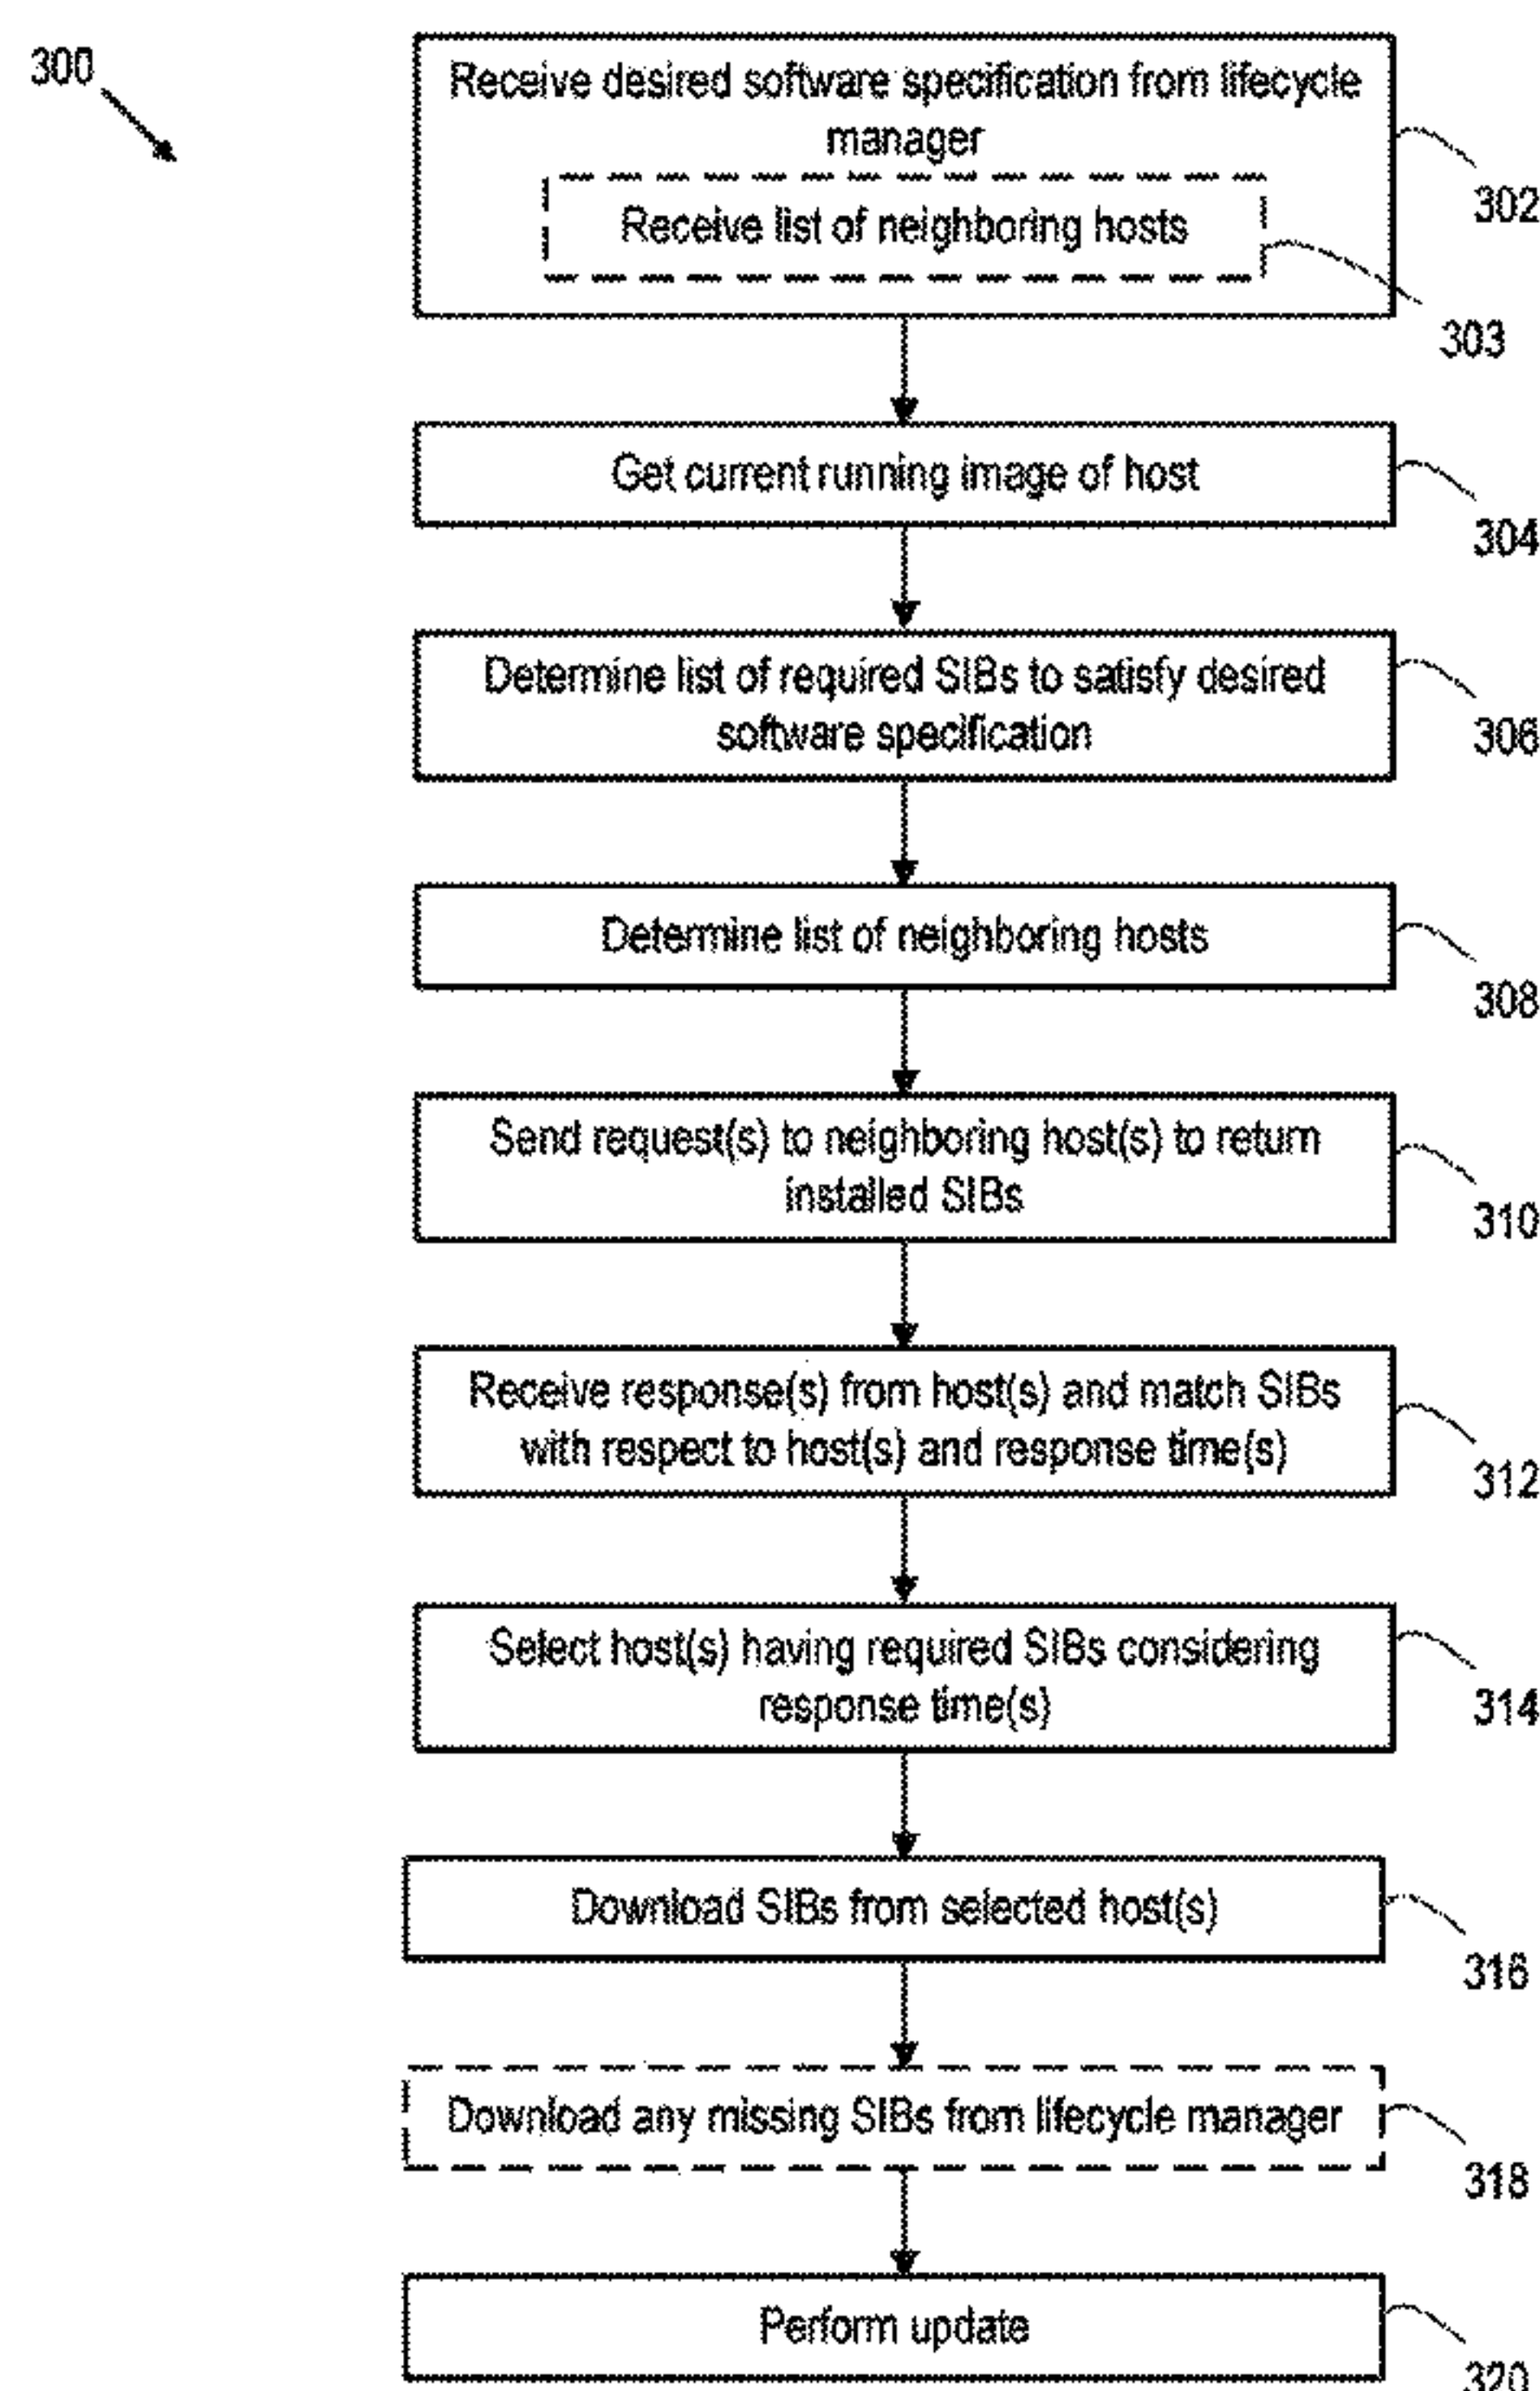 300
Receive desired software specification from lifecycle
manager
302
Receive list of neighboring hosts
303
Get current running image of host
304
Determine list of required SIBs to satisfy desired
software specification
306
Determine list of neighboring hosts
308
Send request(s) to neighboring host(s) to return
installed SIBs
310
Receive response(s) from host(s) and match SIBs
with respect to host(s) and response time(s)
312
Select host(s) having required SIBs considering
response time(s)
314
Download SIBs from selected host(s)
316
Download any missing SIBs from lifecycle manager
318
Perform update
320